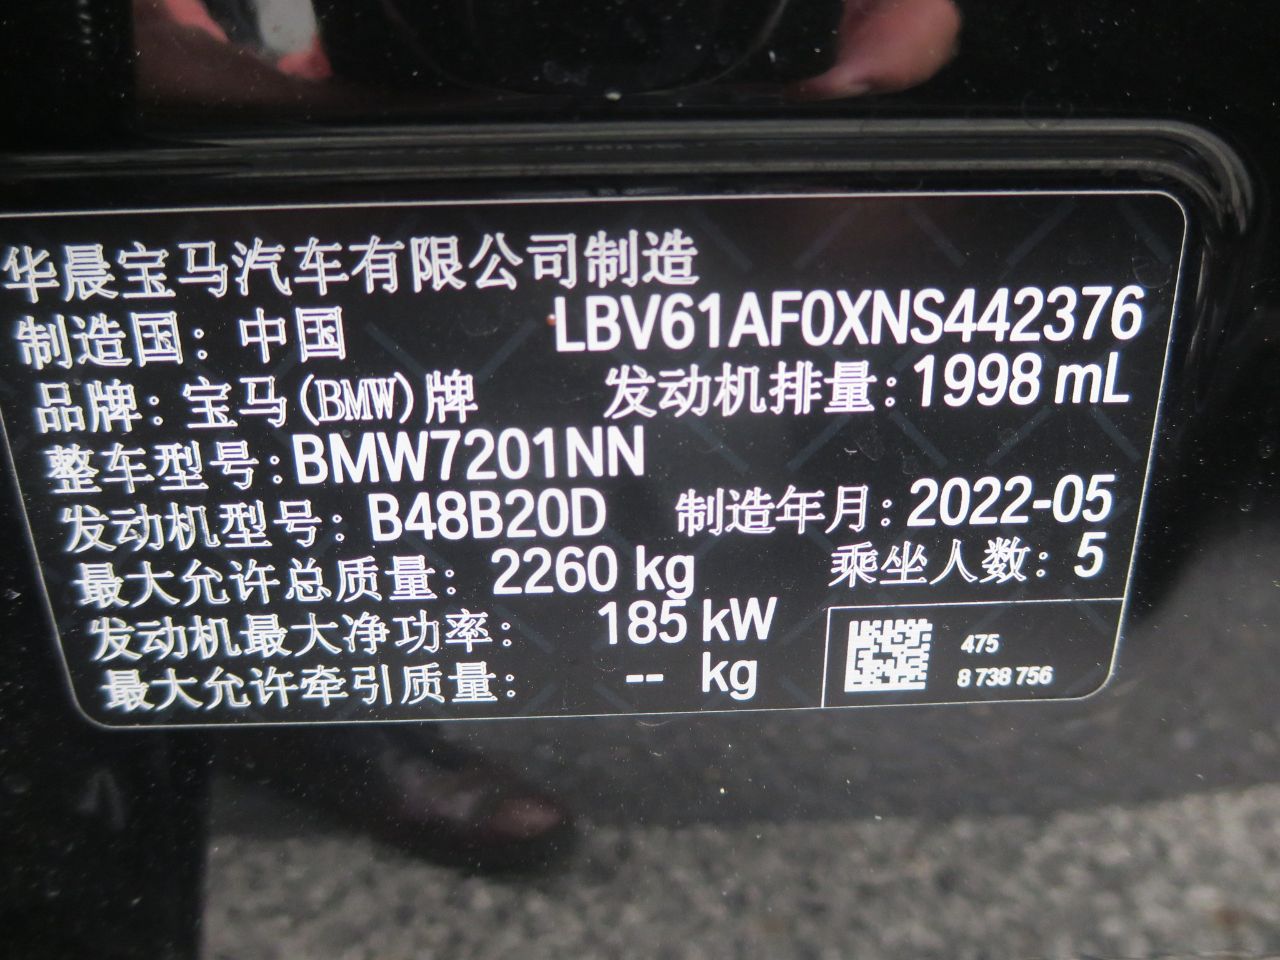 华晨宝马汽车有限公司制造
制造国：中国 LBV61AF0XNS442376
品牌：宝马(BMW)牌 发动机排量：1998 mL
整车型号：BMW7201NN
发动机型号：B48B20D 制造年月：2022-05
最大允许总质量：2260 kg 乘坐人数：5
发动机最大净功率：185 kW
最大允许牵引质量：-- kg
475
8 738 756